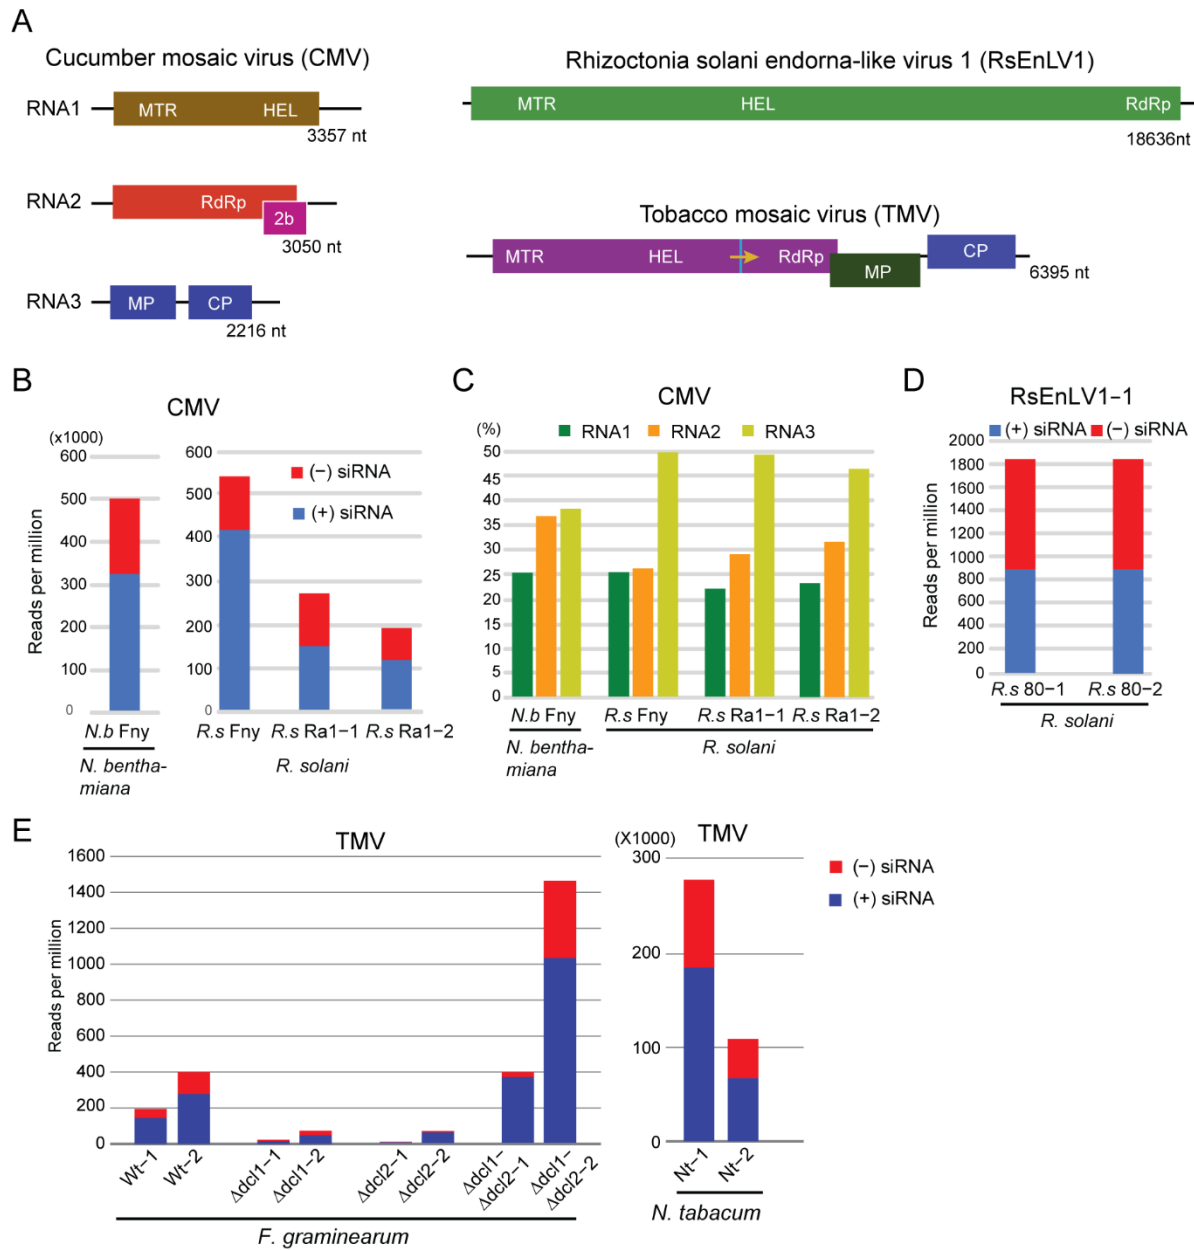 A
Cucumber mosaic virus (CMV)
RNA1
MTR
HEL
3357 nt
RNA2
RdRp
2b
3050 nt
RNA3
MP
CP
2216 nt
Rhizoctonia solani endorna-like virus 1 (RsEnLV1)
MTR
HEL
RdRp
18636nt
Tobacco mosaic virus (TMV)
MTR
HEL
RdRp
MP
CP
6395 nt
B
CMV
(x1000)
Reads per million
600
500
400
300
200
100
0
N.b Fny
N. bentha-
miana
600
500
400
300
200
100
0
(−) siRNA
(+) siRNA
R.s Fny
R.s Ra1−1
R.s Ra1−2
R. solani
C
CMV
(%)
RNA1
RNA2
RNA3
50
45
40
35
30
25
20
15
10
5
0
N.b Fny
R.s Fny
R.s Ra1−1
R.s Ra1−2
N. bentha-
miana
R. solani
D
RsEnLV1−1
(+) siRNA
(−) siRNA
Reads per million
2000
1800
1600
1400
1200
1000
800
600
400
200
0
R.s 80−1
R.s 80−2
R. solani
E
TMV
Reads per million
1600
1400
1200
1000
800
600
400
200
0
Wt−1
Wt−2
Δdcl1−1
Δdcl1−2
Δdcl2−1
Δdcl2−2
Δdcl1−
Δdcl2−1
Δdcl1−
Δdcl2−2
F. graminearum
TMV
(X1000)
300
200
100
0
Nt−1
Nt−2
N. tabacum
(−) siRNA
(+) siRNA